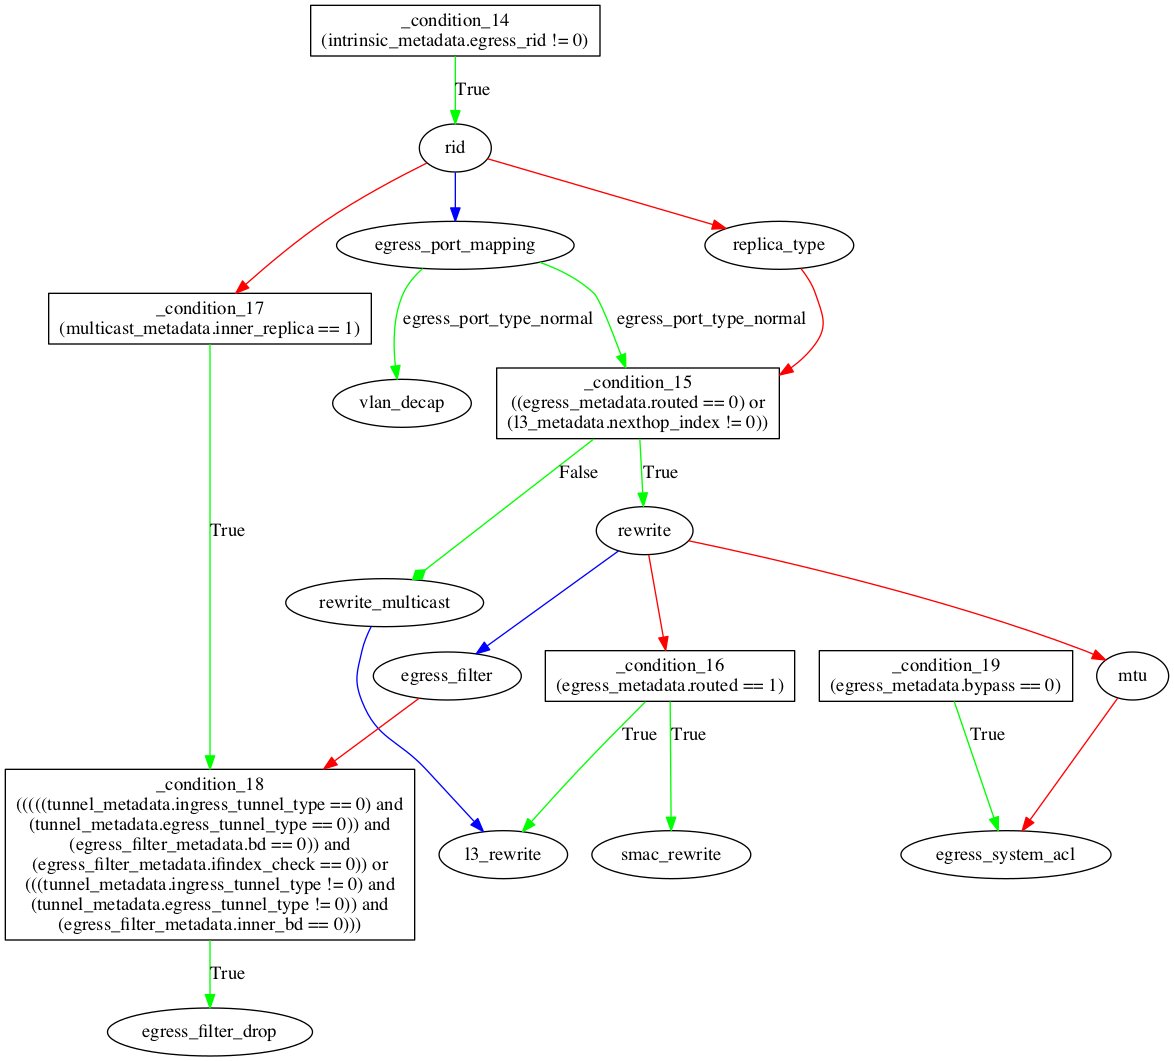 _condition_14
(intrinsic_metadata.egress_rid != 0)
True
rid
egress_port_mapping
replica_type
_condition_17
(multicast_metadata.inner_replica == 1)
egress_port_type_normal
egress_port_type_normal
vlan_decap
_condition_15
((egress_metadata.routed == 0) or
(l3_metadata.nexthop_index != 0))
False
True
True
rewrite
rewrite_multicast
egress_filter
_condition_16
(egress_metadata.routed == 1)
_condition_19
(egress_metadata.bypass == 0)
mtu
True
True
True
_condition_18
(((((tunnel_metadata.ingress_tunnel_type == 0) and
(tunnel_metadata.egress_tunnel_type == 0)) and
(egress_filter_metadata.bd == 0)) and
(egress_filter_metadata.ifindex_check == 0)) or
(((tunnel_metadata.ingress_tunnel_type != 0) and
(tunnel_metadata.egress_tunnel_type != 0)) and
(egress_filter_metadata.inner_bd == 0)))
l3_rewrite
smac_rewrite
egress_system_acl
True
egress_filter_drop